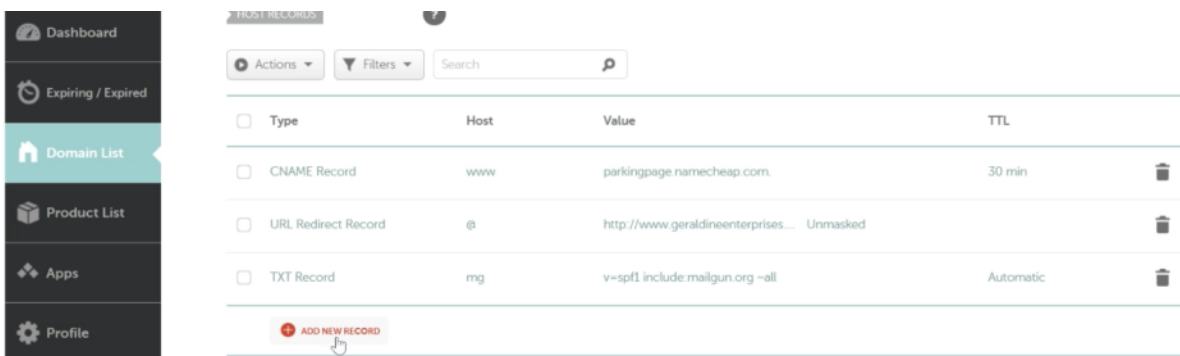 Dashboard
HOST RECORDS
?
Actions
Filters
Search
Expiring / Expired
Type Host Value TTL
Domain List
CNAME Record www parkingpage.namecheap.com. 30 min
Product List
URL Redirect Record @ http://www.geraldineenterprises.... Unmasked
Apps
TXT Record mg v=spf1 include:mailgun.org ~all Automatic
Profile
ADD NEW RECORD